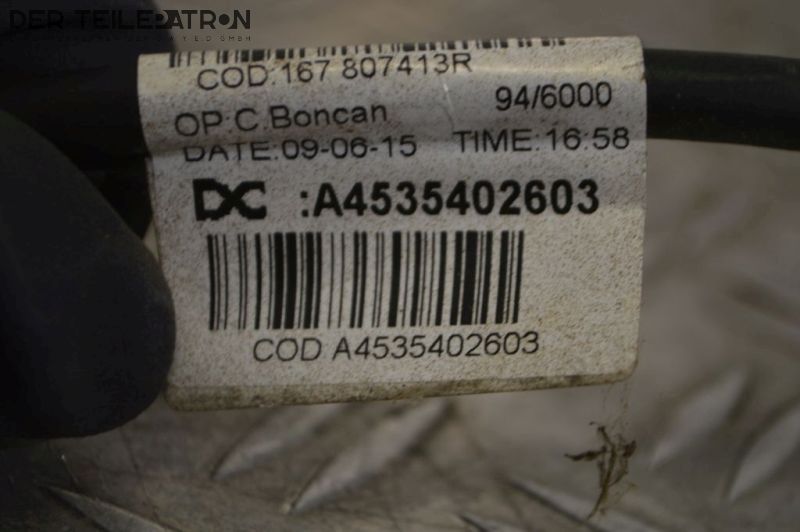 DER TEILEPATRON
COD:167 807413R
94/6000
OP:C.Boncan
DATE:09-06-15 TIME:16:58
DC :A4535402603
COD A4535402603